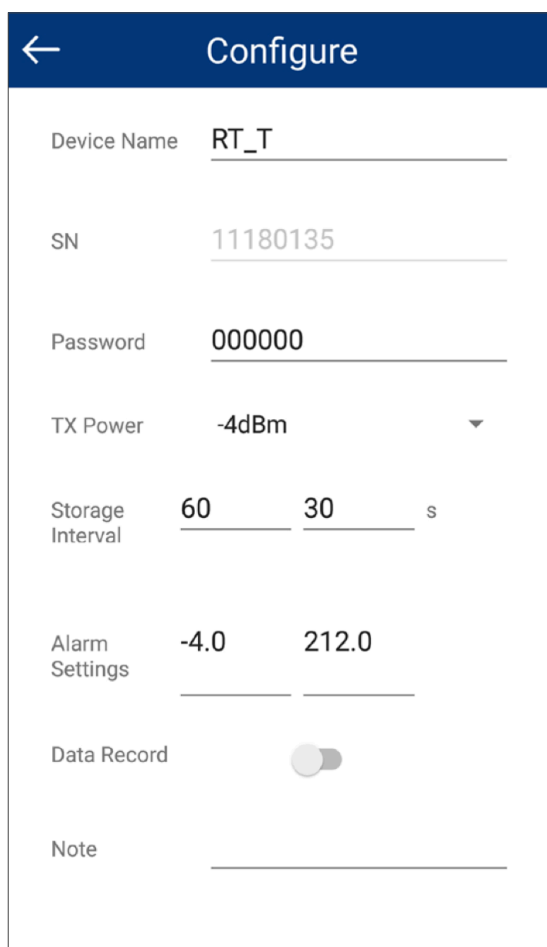 Configure
Device Name RT_T
SN 11180135
Password 000000
TX Power -4dBm
Storage Interval 60 30 s
Alarm Settings -4.0 212.0
Data Record
Note